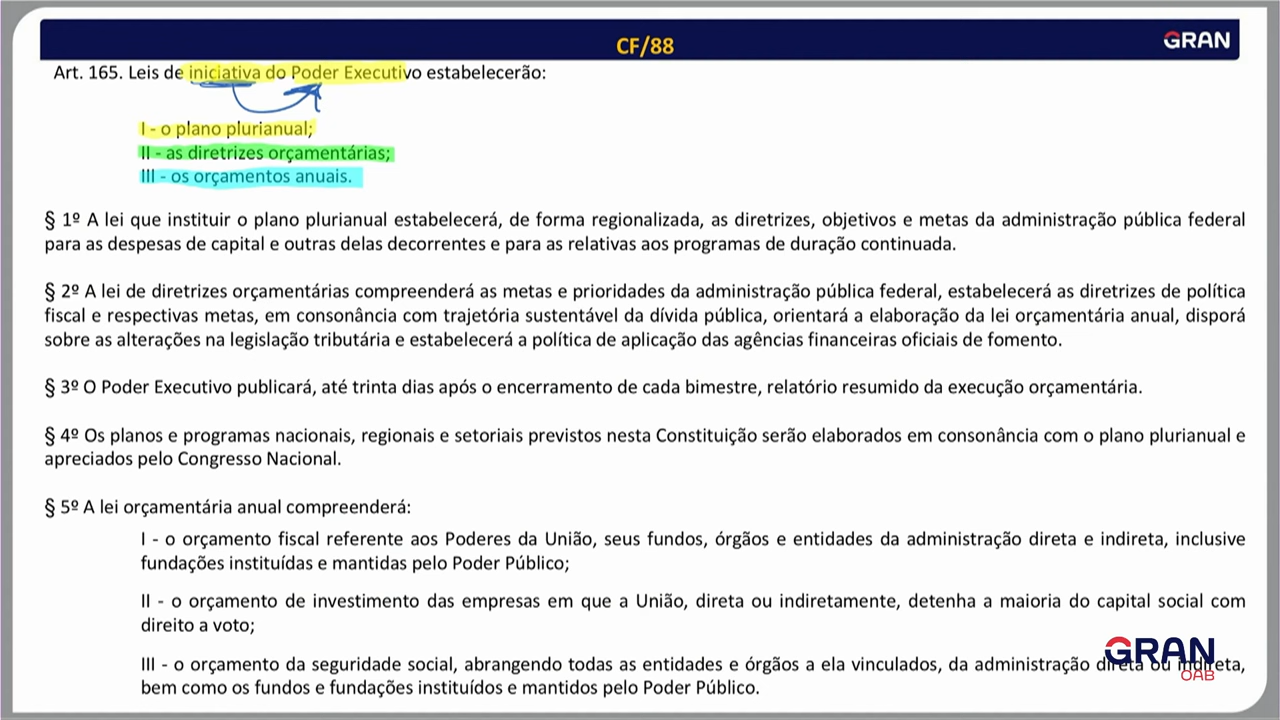 CF/88
GRAN
Art. 165. Leis de iniciativa do Poder Executivo estabelecerão:
I - o plano plurianual;
II - as diretrizes orçamentárias;
III - os orçamentos anuais.
§ 1º A lei que instituir o plano plurianual estabelecerá, de forma regionalizada, as diretrizes, objetivos e metas da administração pública federal
para as despesas de capital e outras delas decorrentes e para as relativas aos programas de duração continuada.
§ 2º A lei de diretrizes orçamentárias compreenderá as metas e prioridades da administração pública federal, estabelecerá as diretrizes de política
fiscal e respectivas metas, em consonância com trajetória sustentável da dívida pública, orientará a elaboração da lei orçamentária anual, disporá
sobre as alterações na legislação tributária e estabelecerá a política de aplicação das agências financeiras oficiais de fomento.
§ 3º O Poder Executivo publicará, até trinta dias após o encerramento de cada bimestre, relatório resumido da execução orçamentária.
§ 4º Os planos e programas nacionais, regionais e setoriais previstos nesta Constituição serão elaborados em consonância com o plano plurianual e
apreciados pelo Congresso Nacional.
§ 5º A lei orçamentária anual compreenderá:
I - o orçamento fiscal referente aos Poderes da União, seus fundos, órgãos e entidades da administração direta e indireta, inclusive
fundações instituídas e mantidas pelo Poder Público;
II - o orçamento de investimento das empresas em que a União, direta ou indiretamente, detenha a maioria do capital social com
direito a voto;
III - o orçamento da seguridade social, abrangendo todas as entidades e órgãos a ela vinculados, da administração direta ou indireta,
bem como os fundos e fundações instituídos e mantidos pelo Poder Público.
GRAN
OAB